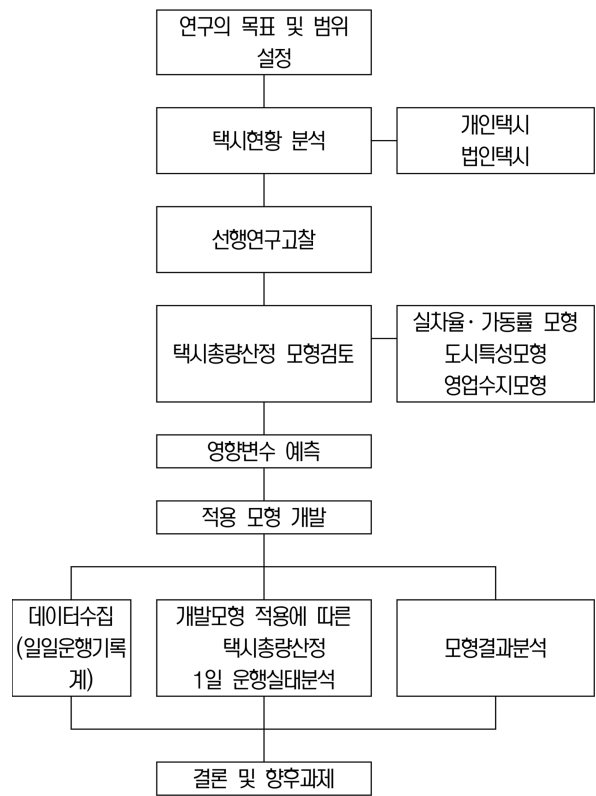 연구의 목표 및 범위
설정
택시현황 분석
개인택시
법인택시
선행연구고찰
택시총량산정 모형검토
실차율· 가동률 모형
도시특성모형
영업수지모형
영향변수 예측
적용 모형 개발
데이터수집
(일일운행기록
계)
개발모형 적용에 따른
택시총량산정
1일 운행실태분석
모형결과분석
결론 및 향후과제